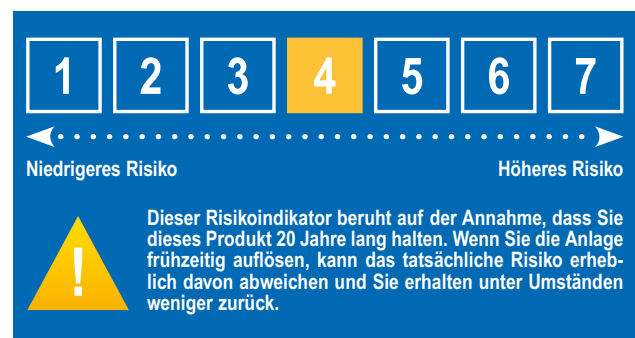 1 2 3 4 5 6 7
Niedrigeres Risiko Höheres Risiko
Dieser Risikoindikator beruht auf der Annahme, dass Sie
dieses Produkt 20 Jahre lang halten. Wenn Sie die Anlage
frühzeitig auflösen, kann das tatsächliche Risiko erheb-
lich davon abweichen und Sie erhalten unter Umständen
weniger zurück.
!